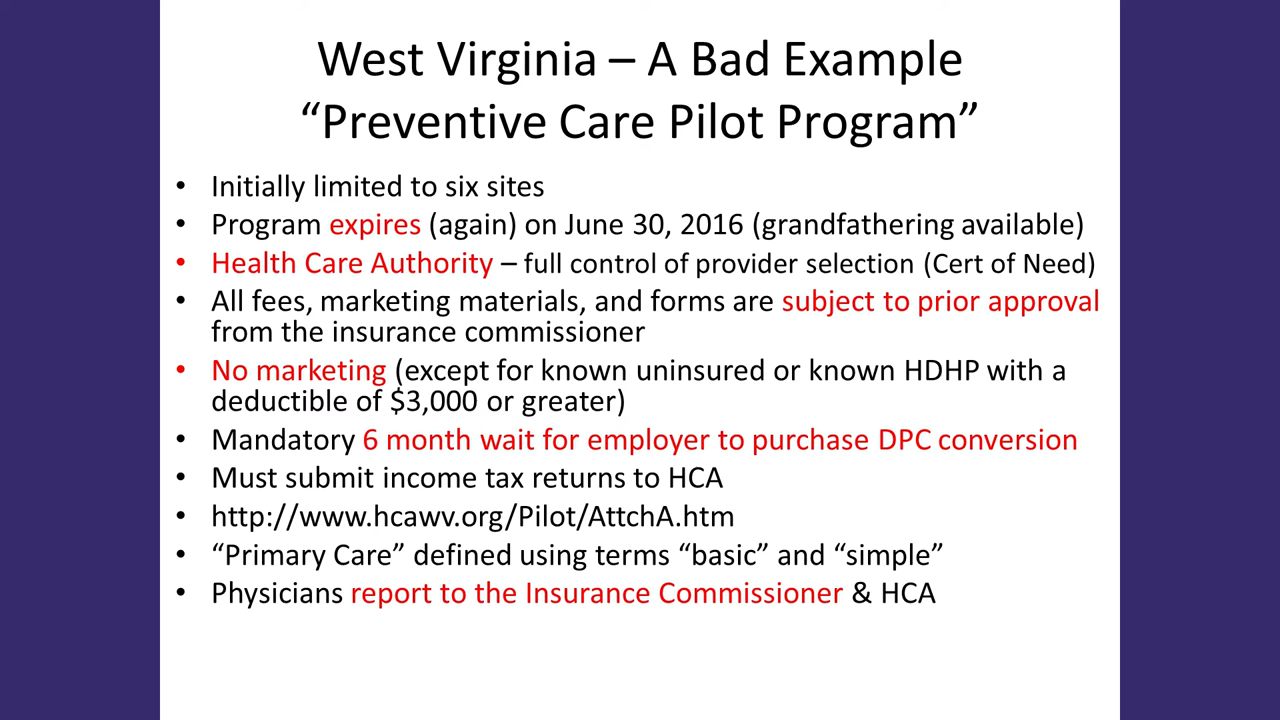 West Virginia – A Bad Example
“Preventive Care Pilot Program”
• Initially limited to six sites
• Program expires (again) on June 30, 2016 (grandfathering available)
• Health Care Authority – full control of provider selection (Cert of Need)
• All fees, marketing materials, and forms are subject to prior approval
from the insurance commissioner
• No marketing (except for known uninsured or known HDHP with a
deductible of $3,000 or greater)
• Mandatory 6 month wait for employer to purchase DPC conversion
• Must submit income tax returns to HCA
• http://www.hcawv.org/Pilot/AttchA.htm
• “Primary Care” defined using terms “basic” and “simple”
• Physicians report to the Insurance Commissioner & HCA